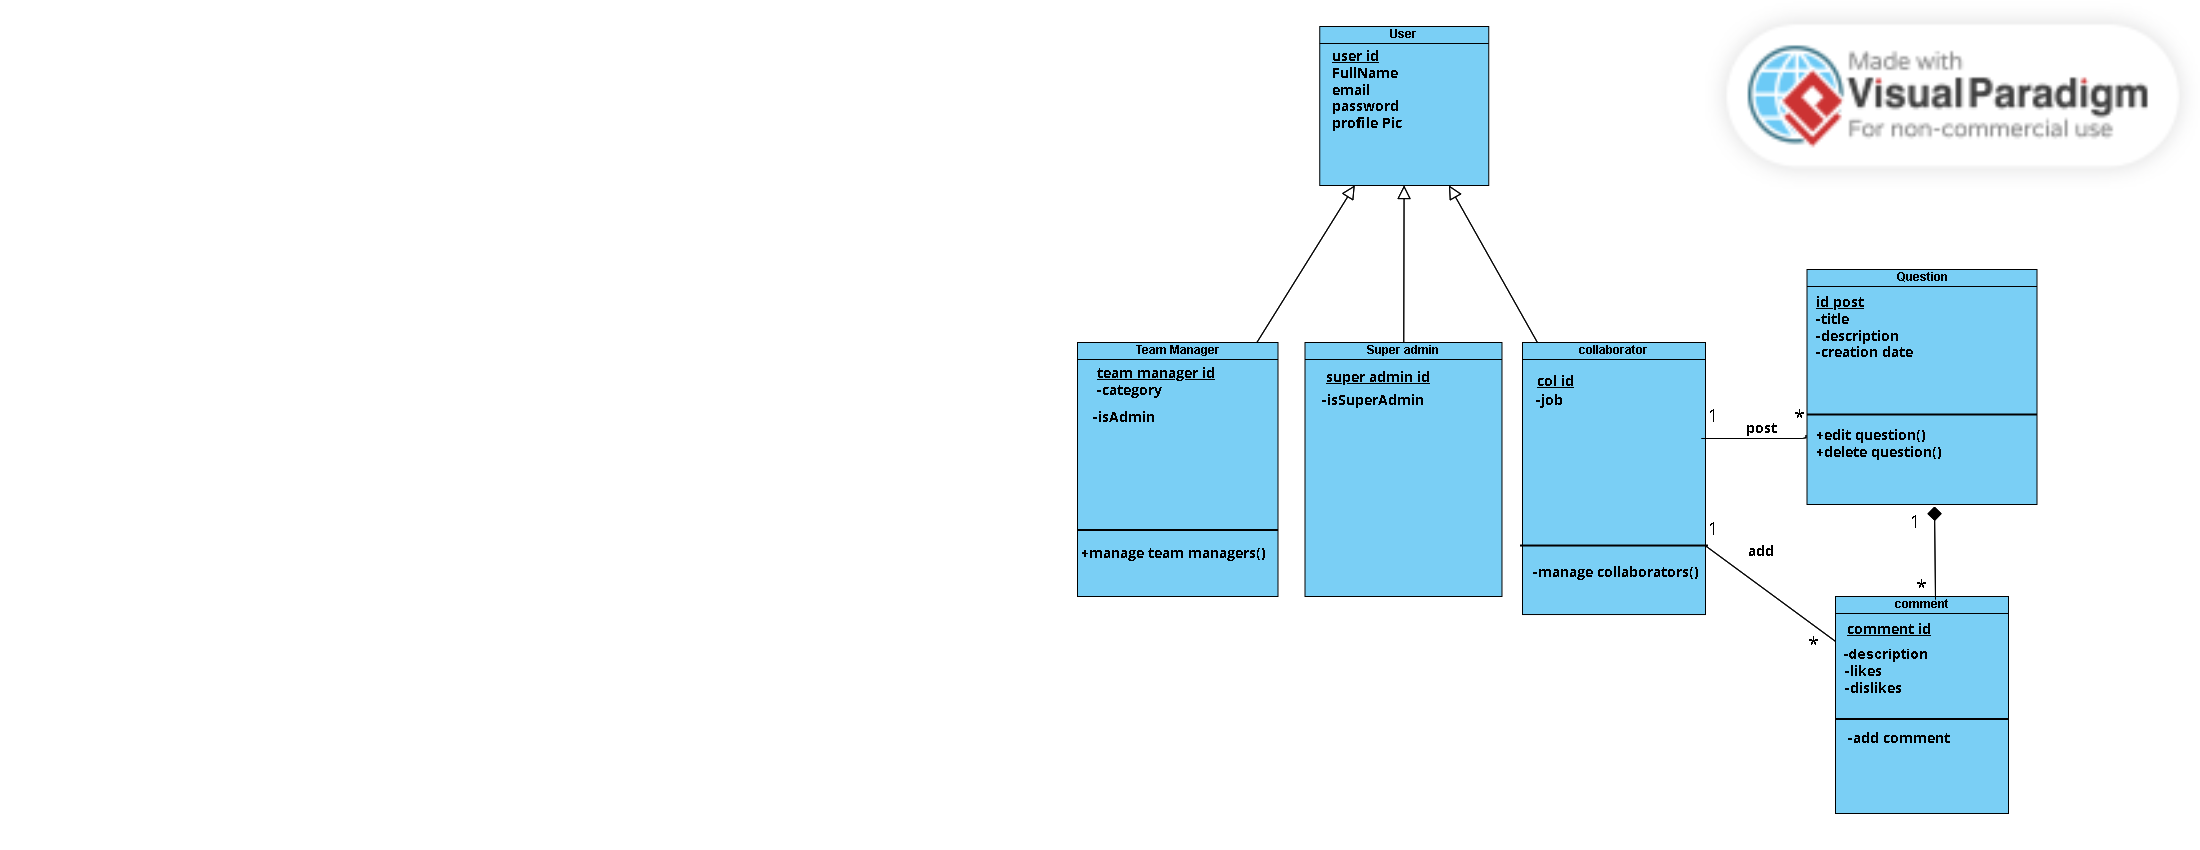 User
user id
FullName
email
password
profile Pic
Made with
Visual Paradigm
For non-commercial use
Team Manager
team manager id
-category
-isAdmin
+manage team managers()
Super admin
super admin id
-isSuperAdmin
collaborator
col id
-job
-manage collaborators()
1
*
post
1
add
*
Question
id post
-title
-description
-creation date
+edit question()
+delete question()
1
*
comment
comment id
-description
-likes
-dislikes
-add comment